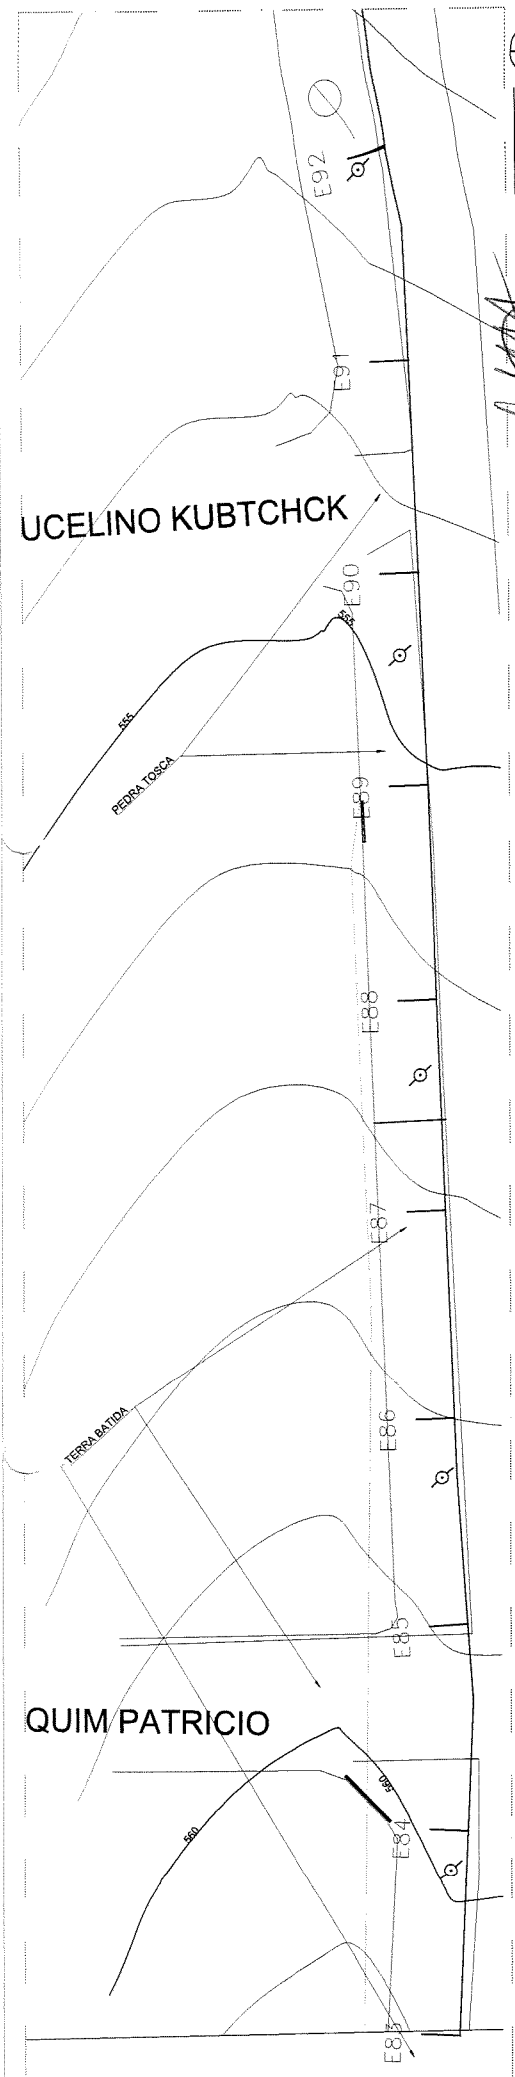 E92
E91
UCELINO KUBTCHCK
E90
565
555
PEDRA TOSCA
E89
E88
E87
TERRA BATIDA
E86
E85
QUIM PATRICIO
560
560
E84
E83